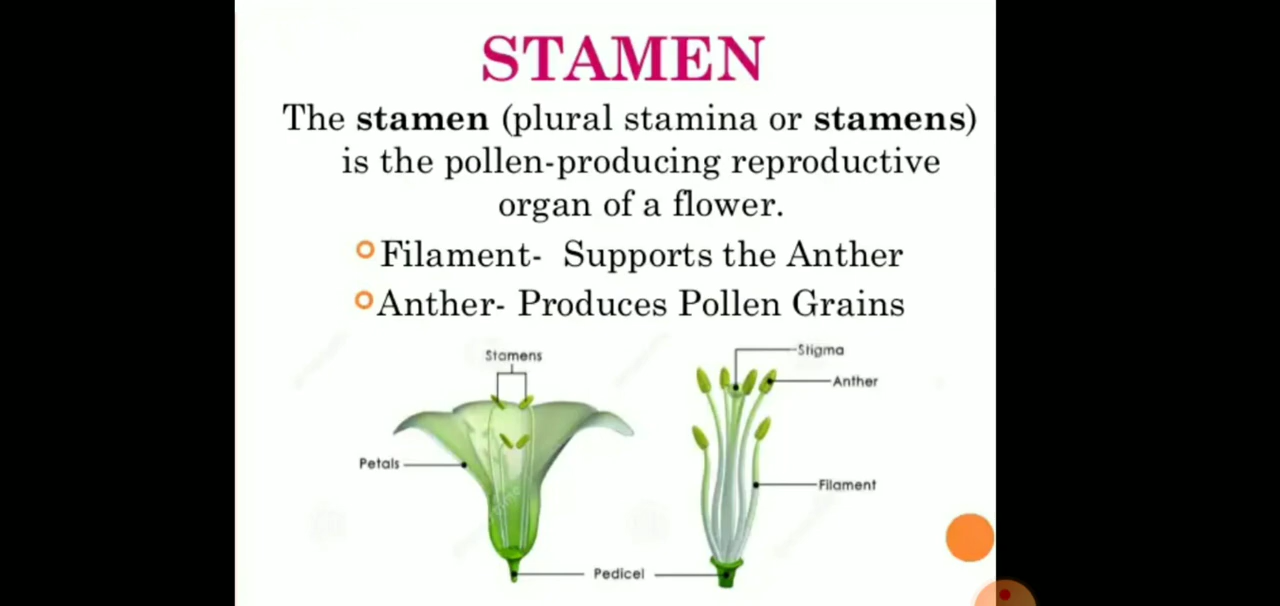 STAMEN
The stamen (plural stamina or stamens)
is the pollen-producing reproductive
organ of a flower.
Filament- Supports the Anther
Anther- Produces Pollen Grains
Stamens
Stigma
Anther
Petals
Filament
Pedicel